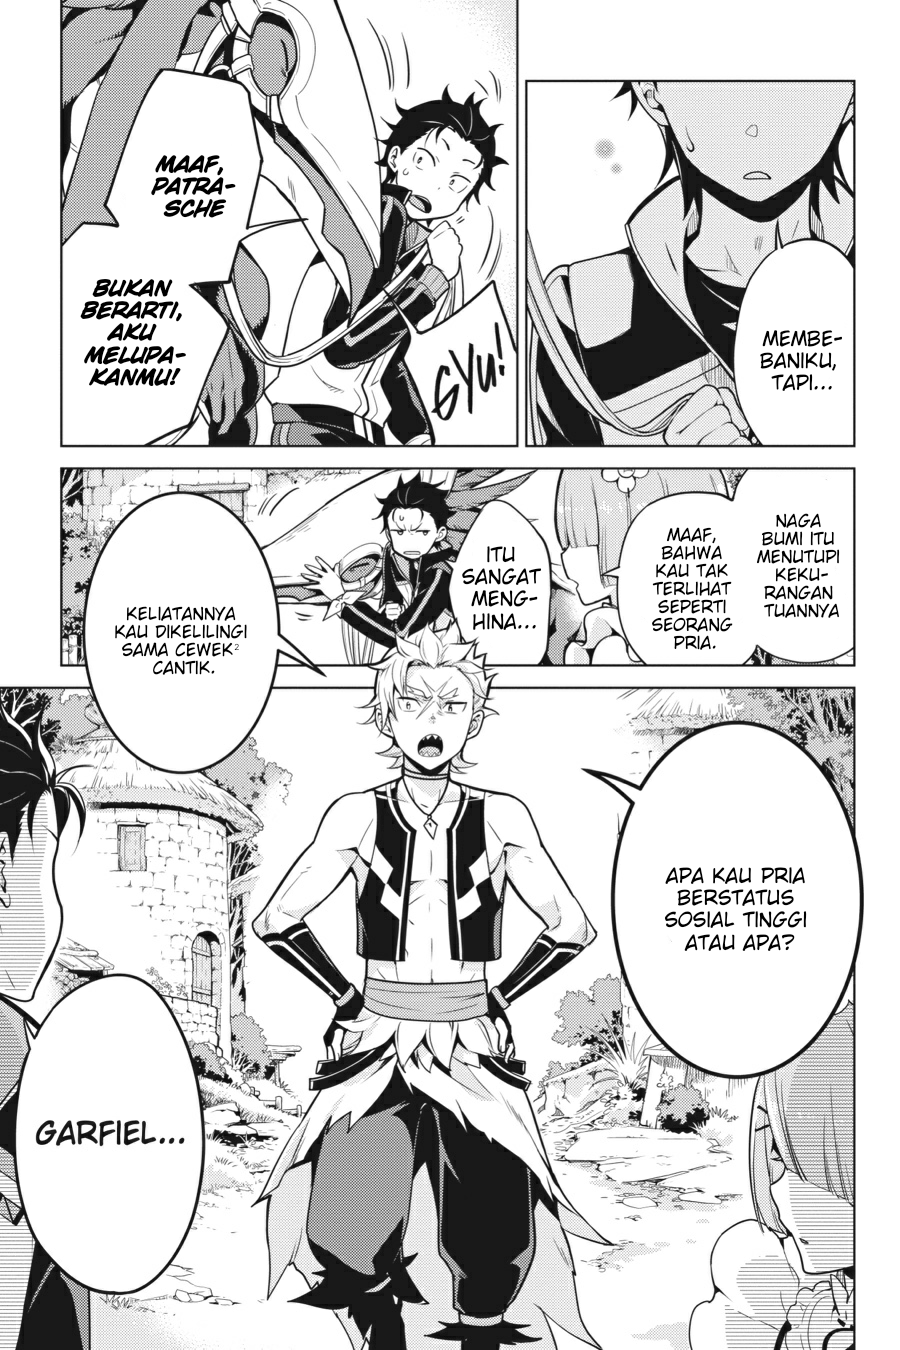 MEMBE-
BANIKU,
TAPI...
MAAF,
PATRA-
SCHE
BUKAN
BERARTI,
AKU
MELUPA-
KANMU!
GYU!
NAGA
BUMI ITU
MENUTUPI
KEKU-
RANGAN
TUANNYA
MAAF,
BAHWA
KAU TAK
TERLIHAT
SEPERTI
SEORANG
PRIA.
ITU
SANGAT
MENG-
HINA...
APA KAU PRIA
BERSTATUS
SOSIAL TINGGI
ATAU APA?
KELIATANNYA
KAU DIKELILINGI
SAMA CEWEK²
CANTIK.
GARFIEL...